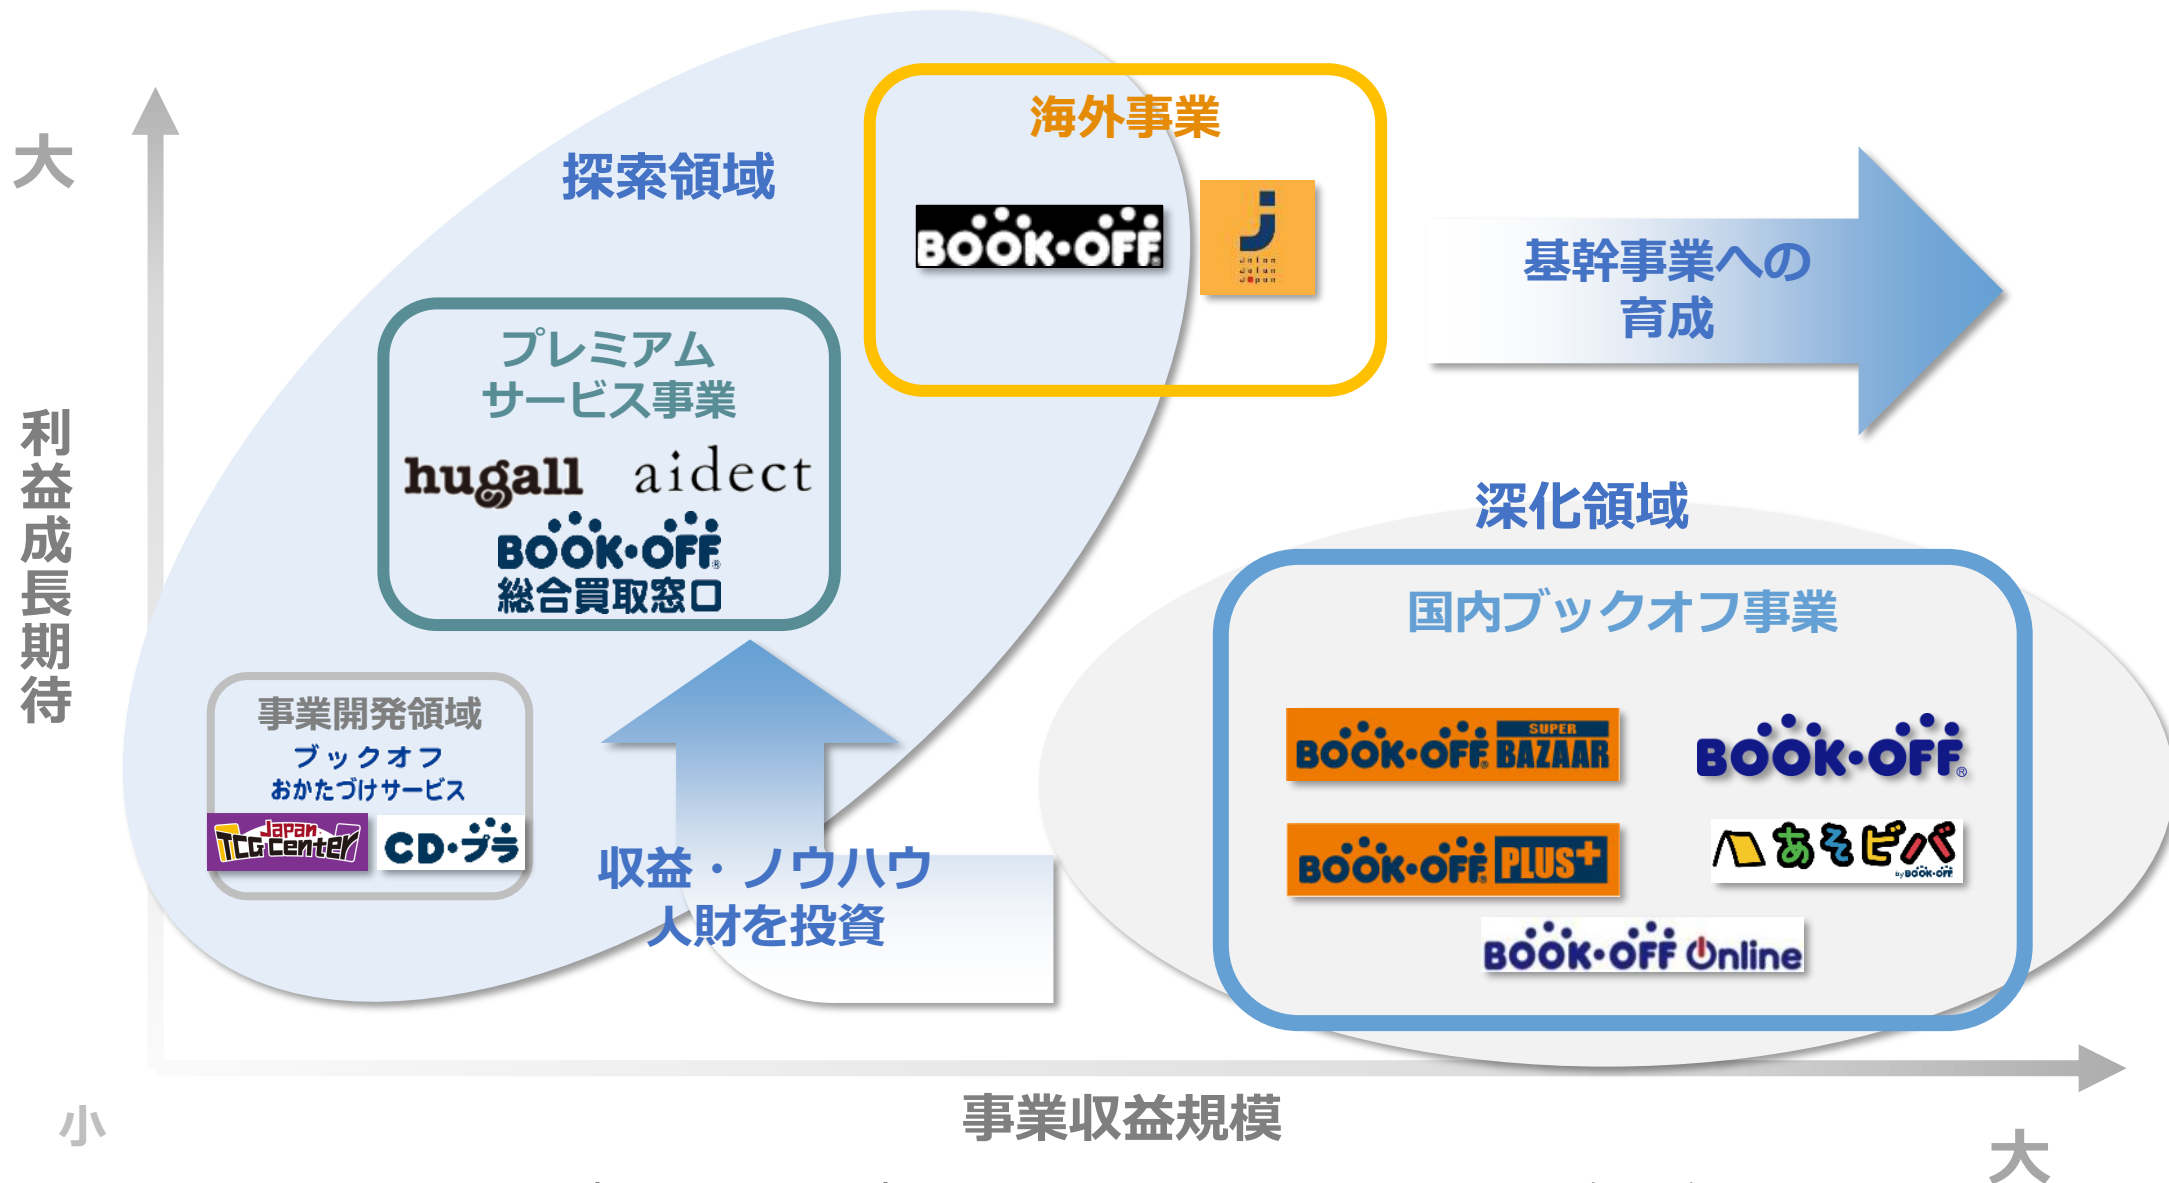 大
利益成長期待
小
探索領域
海外事業
BOOK・OFF
J
Jalan
Jalan
Japan
基幹事業への
育成
プレミアム
サービス事業
hugall aidect
BOOK・OFF
総合買取窓口
事業開発領域
ブックオフ
おかたづけサービス
Japan
TCG Center
CD・プラ
収益・ノウハウ
人財を投資
深化領域
国内ブックオフ事業
BOOK・OFF SUPER BAZAAR
BOOK・OFF®
BOOK・OFF PLUS+
あそビバ
by BOOK・OFF
BOOK・OFF Online
事業収益規模
大